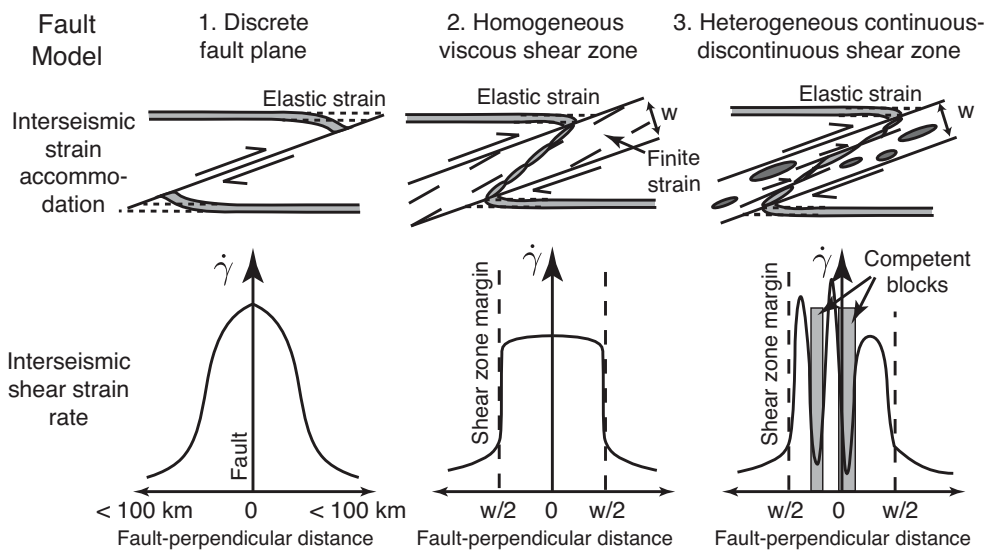 Fault
Model
1. Discrete
fault plane
2. Homogeneous
viscous shear zone
3. Heterogeneous continuous-
discontinuous shear zone
Interseismic
strain
accommo-
dation
Elastic strain
Elastic strain
w
Finite
strain
Elastic strain
w
Interseismic
shear strain
rate
γ̇
Fault
< 100 km 0 < 100 km
Fault-perpendicular distance
γ̇
Shear zone margin
w/2 0 w/2
Fault-perpendicular distance
γ̇
Competent
blocks
Shear zone margin
w/2 0 w/2
Fault-perpendicular distance